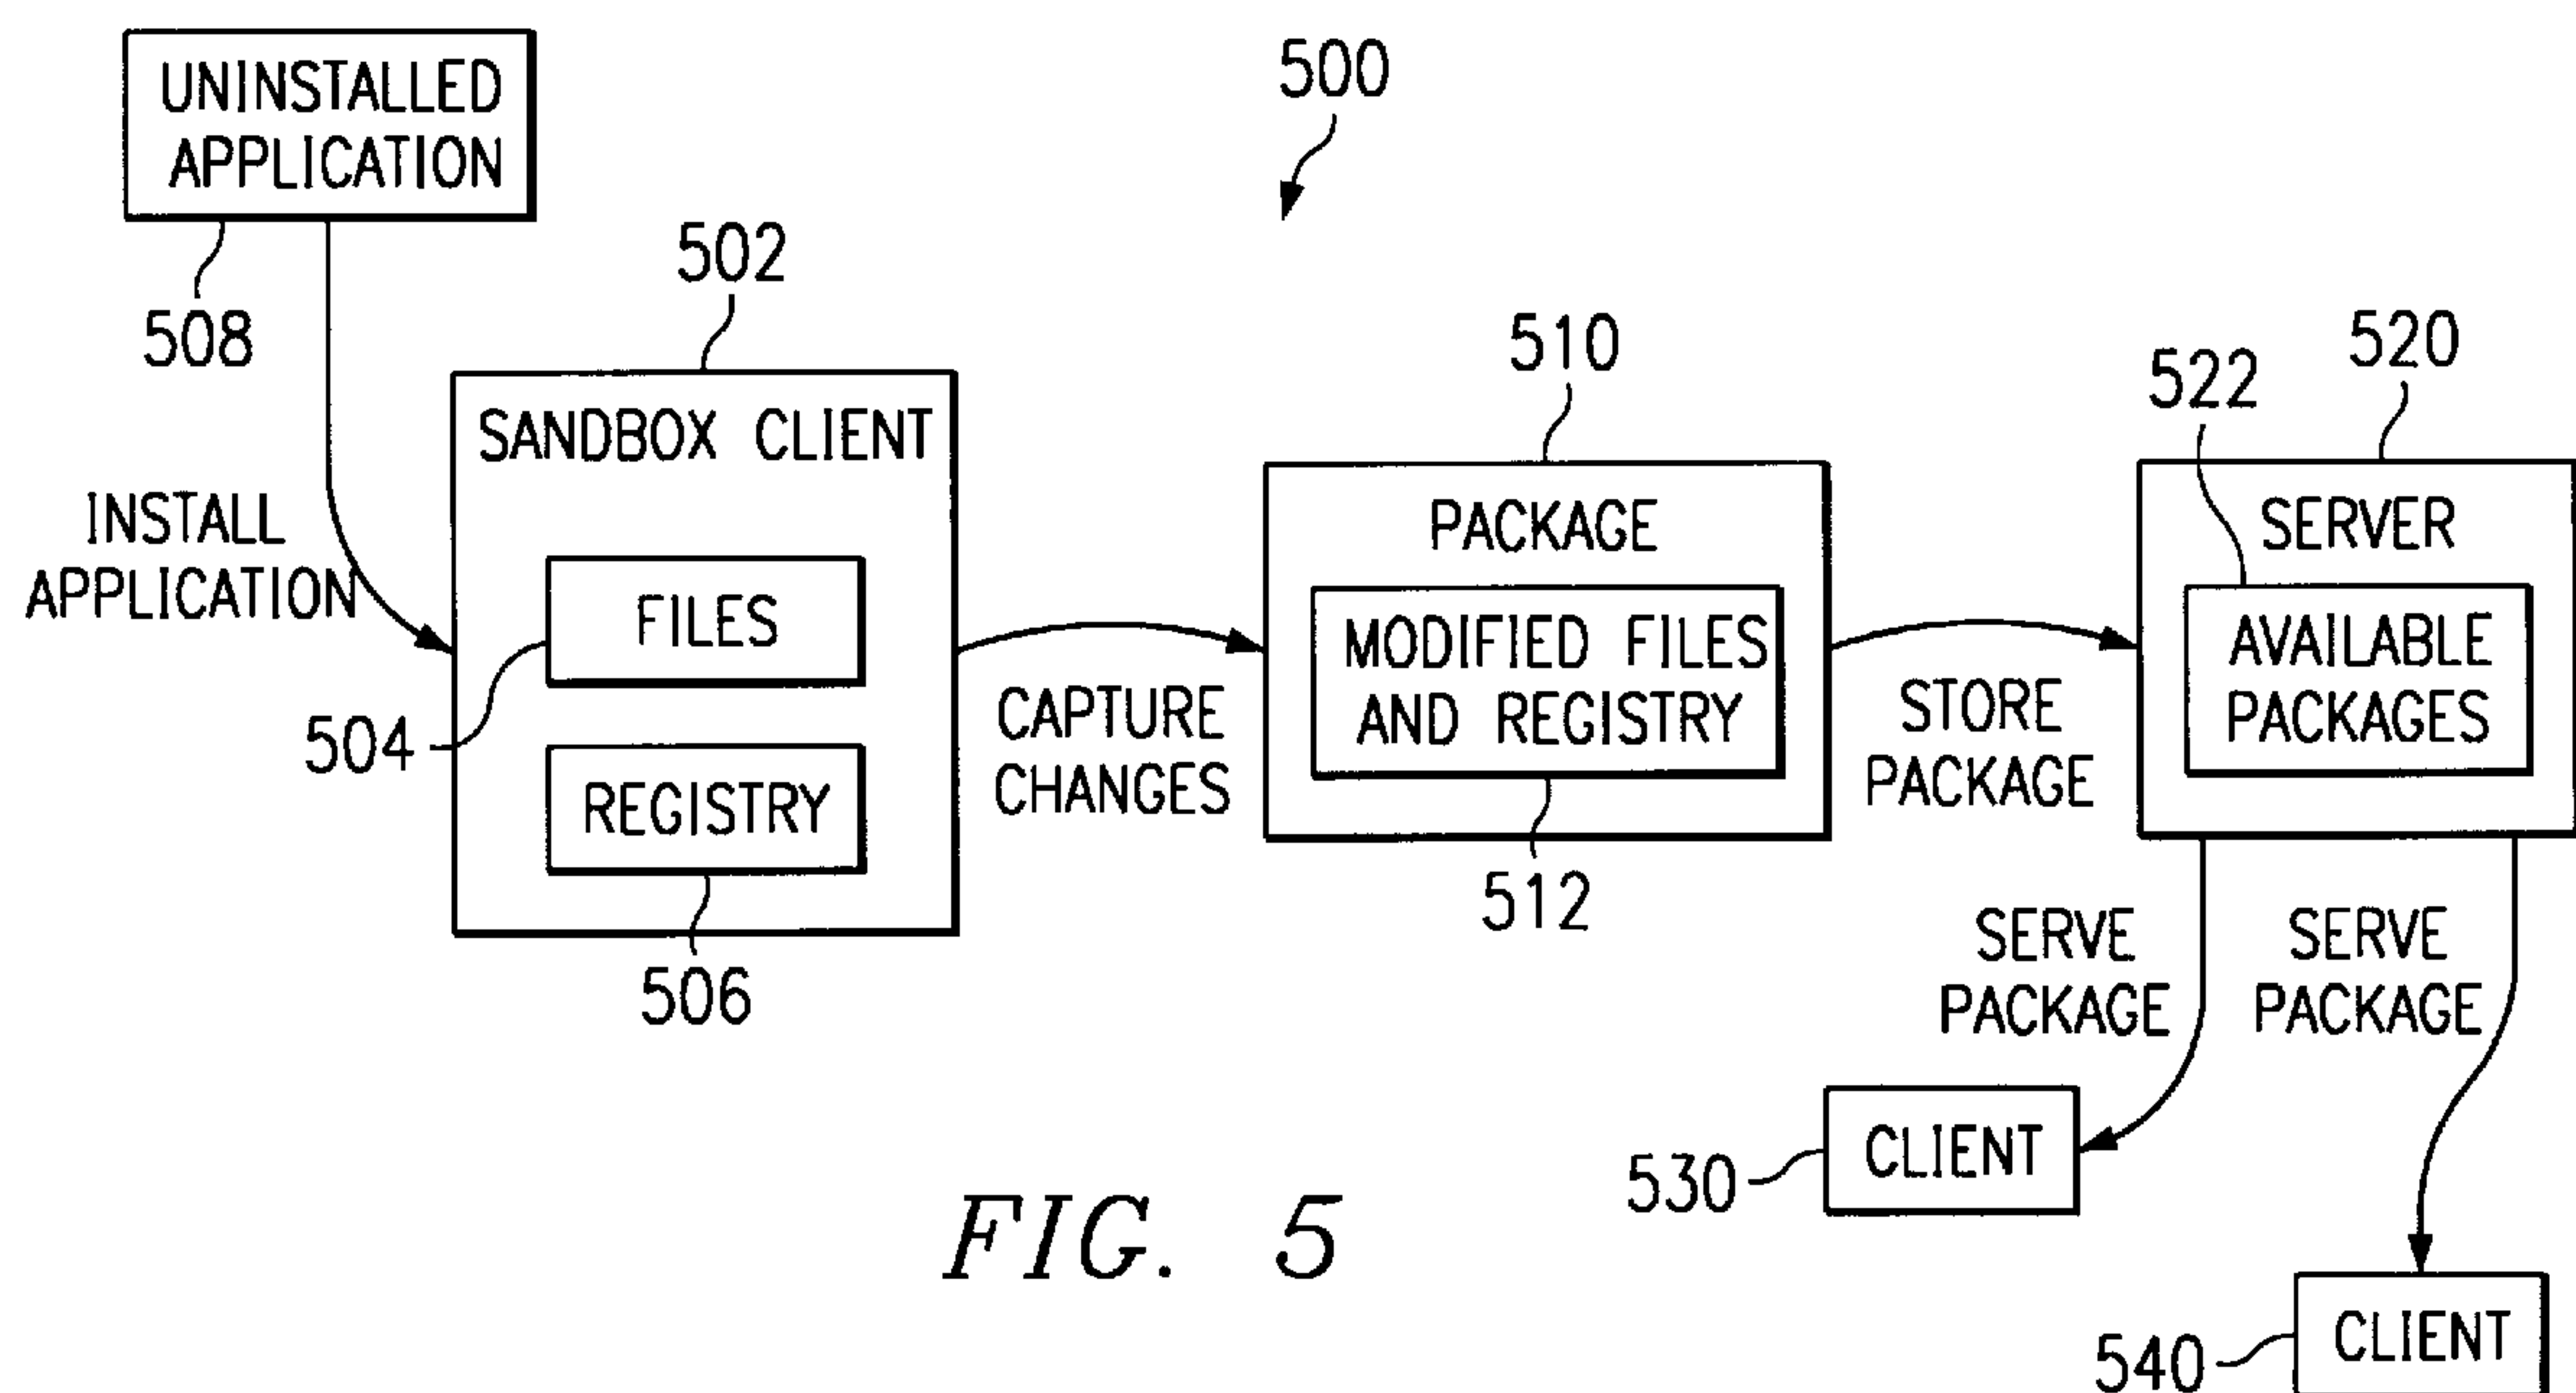 UNINSTALLED
APPLICATION
508
500
502
SANDBOX CLIENT
INSTALL
APPLICATION
FILES
504
REGISTRY
506
CAPTURE
CHANGES
510
PACKAGE
MODIFIED FILES
AND REGISTRY
512
STORE
PACKAGE
520
522
SERVER
AVAILABLE
PACKAGES
SERVE
PACKAGE
SERVE
PACKAGE
530
CLIENT
540
CLIENT
FIG. 5